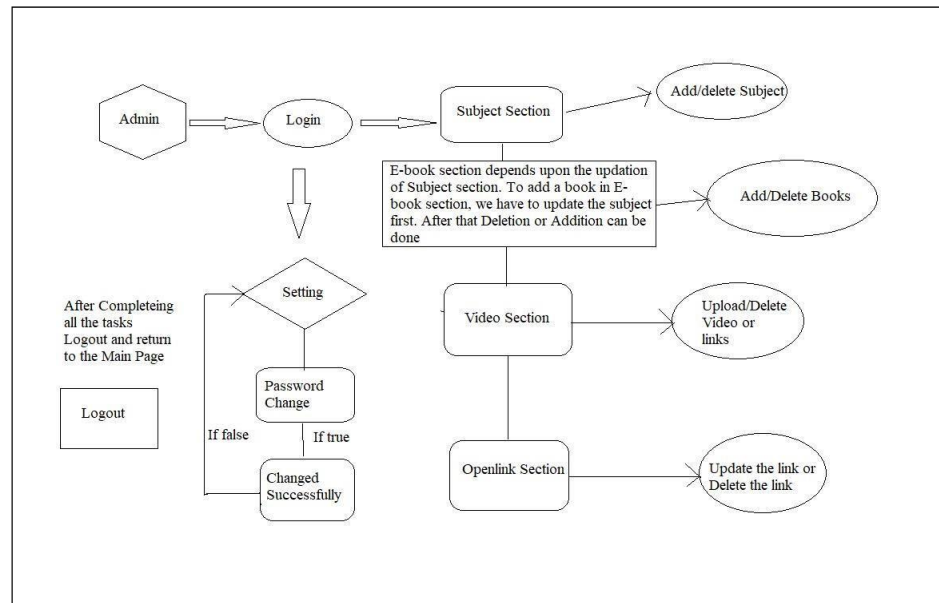 Admin
Login
Subject Section
Add/delete Subject
E-book section depends upon the updation
of Subject section. To add a book in E-
book section, we have to update the subject
first. After that Deletion or Addition can be
done
Add/Delete Books
Setting
After Completeing
all the tasks
Logout and return
to the Main Page
Video Section
Upload/Delete
Video or
links
Password
Change
Logout
If false
If true
Changed
Successfully
Openlink Section
Update the link or
Delete the link